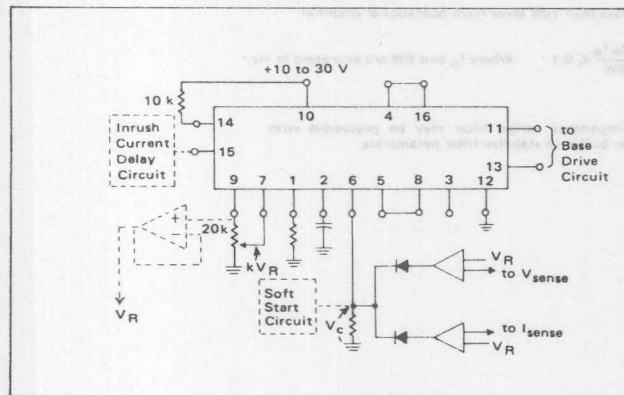 +10 to 30 V
10 k
10
4
16
14
11
Inrush
Current
Delay
Circuit
15
to
Base
Drive
Circuit
13
9
7
1
2
6
5
8
3
12
+
−
20k
kVR
VR
Soft
Start
Circuit
VR
to Vsense
Vc
to Isense
VR